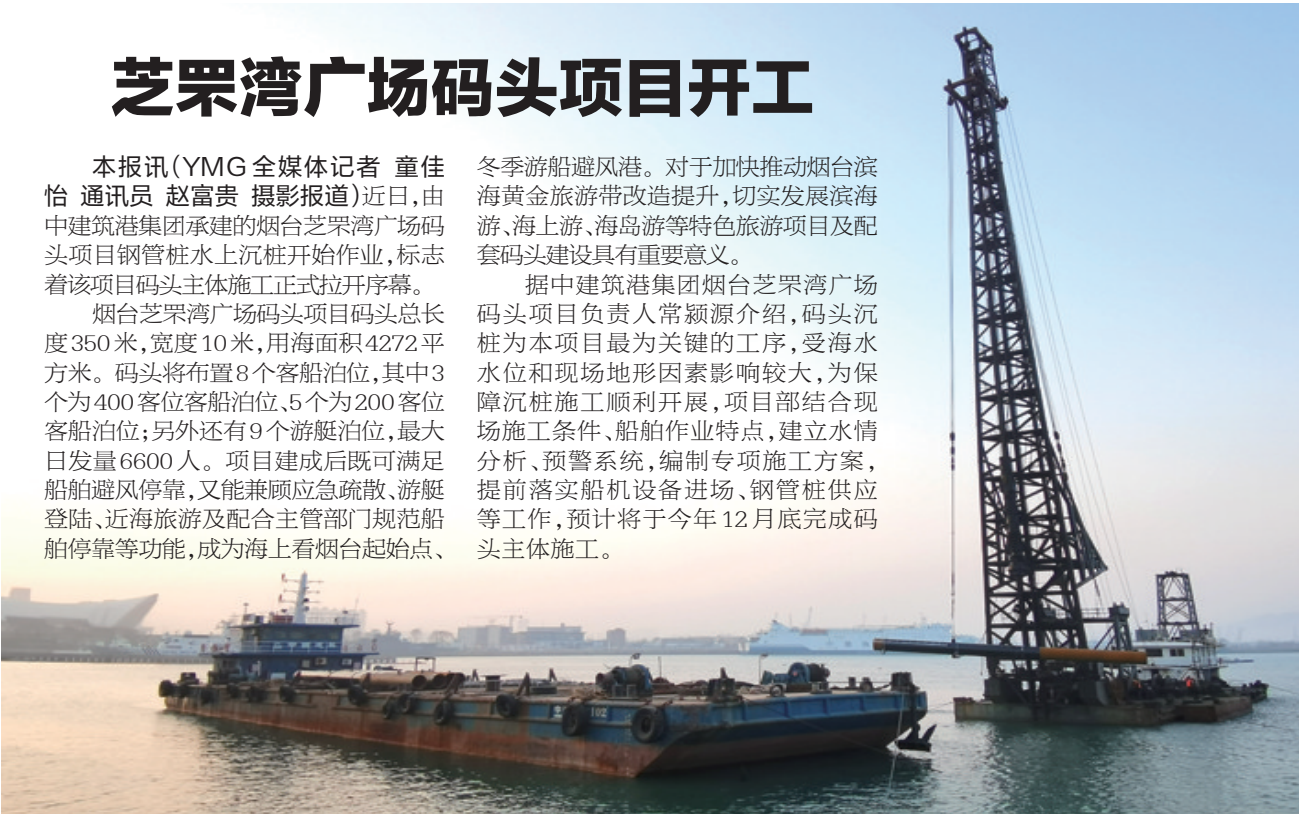 芝罘湾广场码头项目开工
本报讯(YMG全媒体记者 童佳
怡 通讯员 赵富贵 摄影报道)近日,由
中建筑港集团承建的烟台芝罘湾广场码
头项目钢管桩水上沉桩开始作业,标志
着该项目码头主体施工正式拉开序幕。
烟台芝罘湾广场码头项目码头总长
度350米,宽度10米,用海面积4272平
方米。码头将布置8个客船泊位,其中3
个为400客位客船泊位、5个为200客位
客船泊位;另外还有9个游艇泊位,最大
日发量6600人。项目建成后既可满足
船舶避风停靠,又能兼顾应急疏散、游艇
登陆、近海旅游及配合主管部门规范船
舶停靠等功能,成为海上看烟台起始点、
冬季游船避风港。对于加快推动烟台滨
海黄金旅游带改造提升,切实发展滨海
游、海上游、海岛游等特色旅游项目及配
套码头建设具有重要意义。
据中建筑港集团烟台芝罘湾广场
码头项目负责人常颍源介绍,码头沉
桩为本项目最为关键的工序,受海水
水位和现场地形因素影响较大,为保
障沉桩施工顺利开展,项目部结合现
场施工条件、船舶作业特点,建立水情
分析、预警系统,编制专项施工方案,
提前落实船机设备进场、钢管桩供应
等工作,预计将于今年12月底完成码
头主体施工。
102